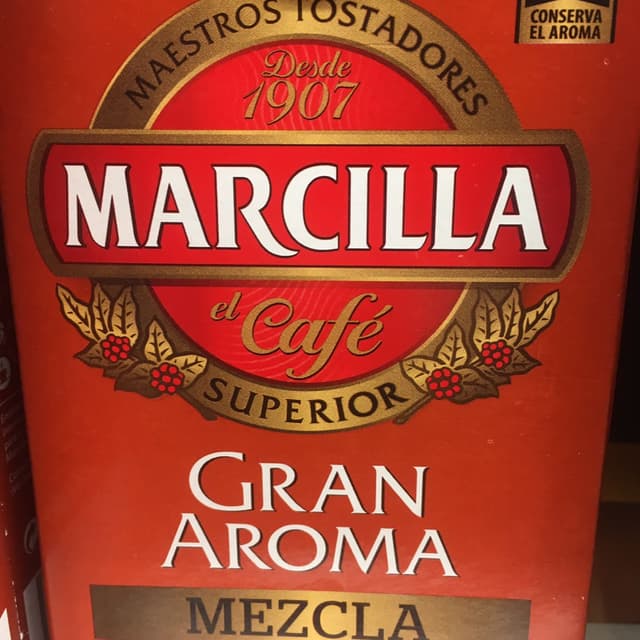 MAESTROS TOSTADORES
CONSERVA
EL AROMA
Desde
1907
MARCILLA
el Café
SUPERIOR
GRAN
AROMA
MEZCLA